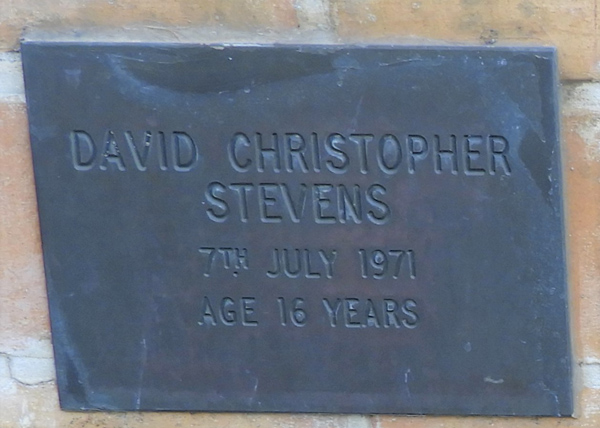 DAVID CHRISTOPHER
STEVENS
7TH JULY 1971
AGE 16 YEARS